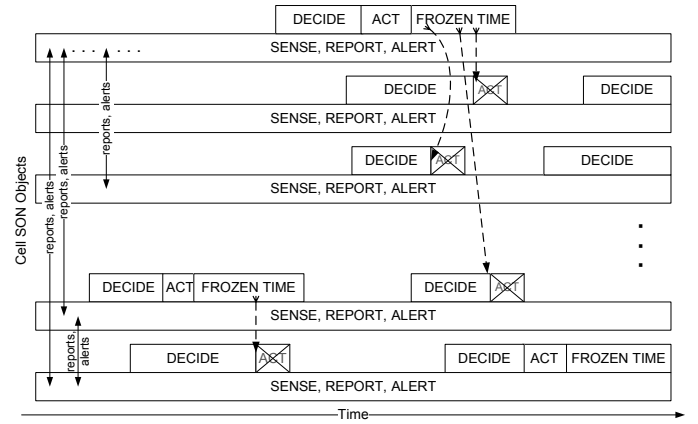 DECIDE ACT FROZEN TIME
SENSE, REPORT, ALERT
DECIDE ACT DECIDE
SENSE, REPORT, ALERT
DECIDE ACT DECIDE
SENSE, REPORT, ALERT
DECIDE ACT FROZEN TIME DECIDE ACT
SENSE, REPORT, ALERT
DECIDE ACT DECIDE ACT FROZEN TIME
SENSE, REPORT, ALERT
Cell SON Objects
reports, alerts
reports, alerts
reports, alerts
reports,
alerts
Time